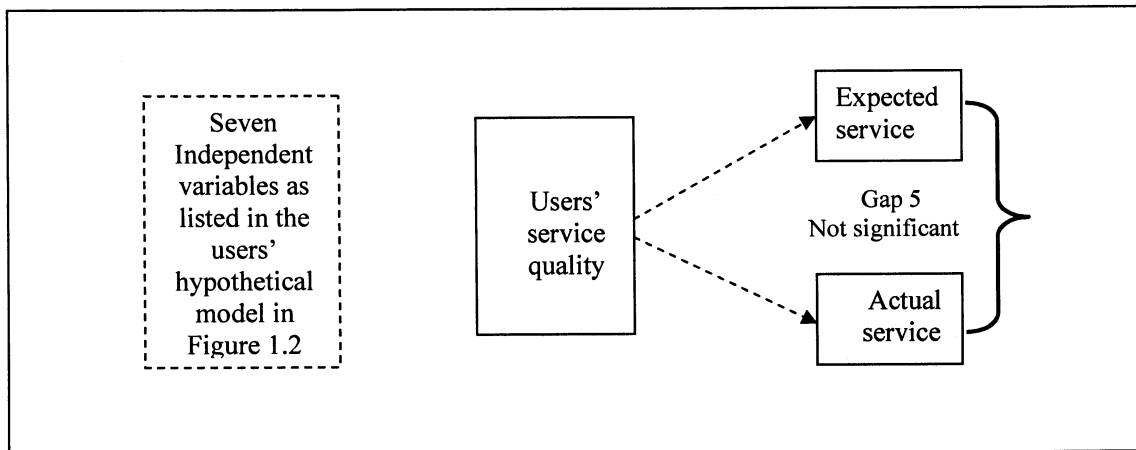 Seven
Independent
variables as
listed in the
users'
hypothetical
model in
Figure 1.2
Users'
service
quality
Expected
service
Gap 5
Not significant
Actual
service